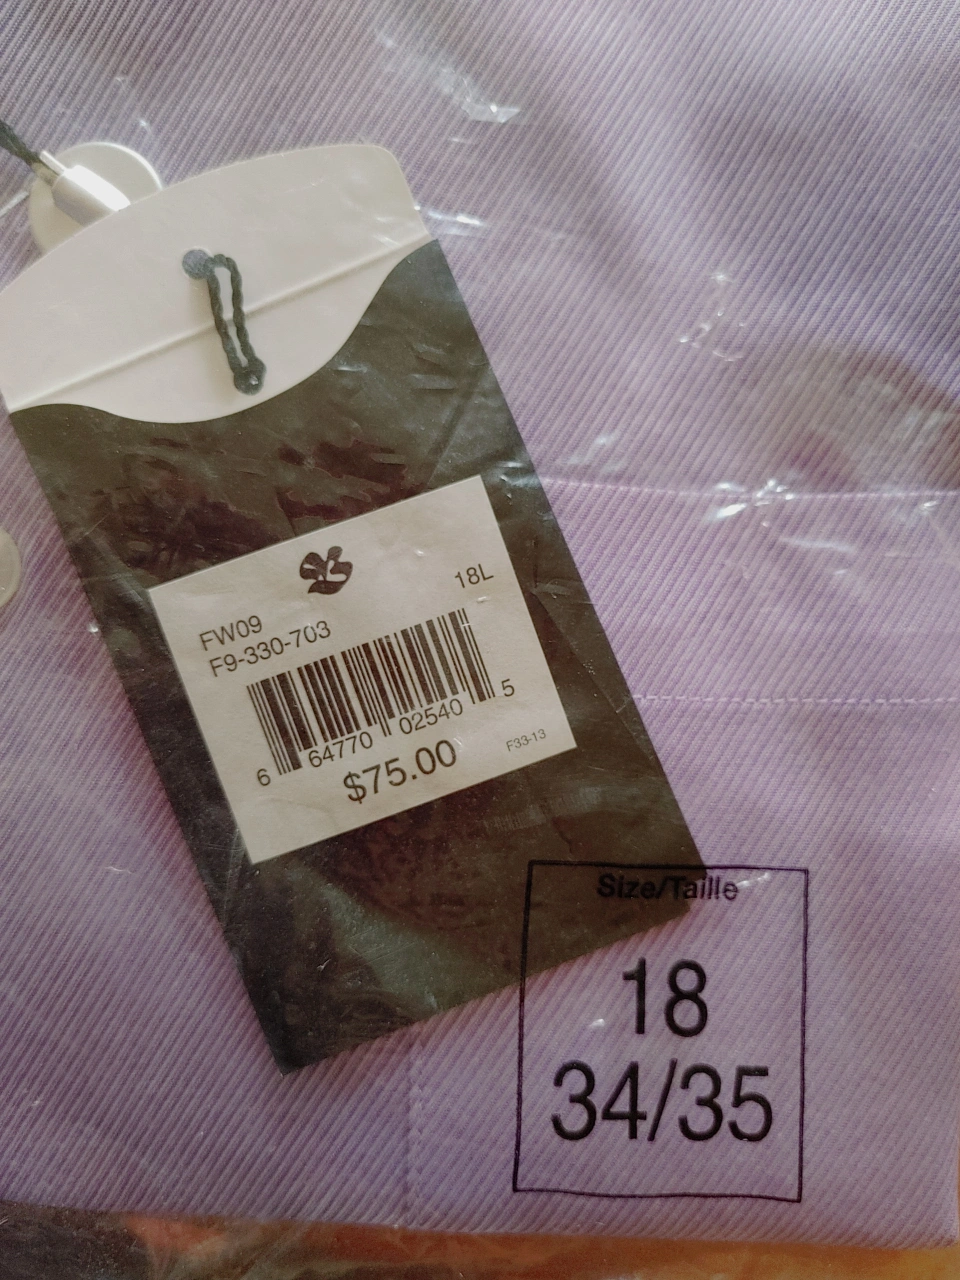 18L
FW09
F9-330-703
6 64770 02540 5
$75.00
F33-13
Size/Taille
18
34/35